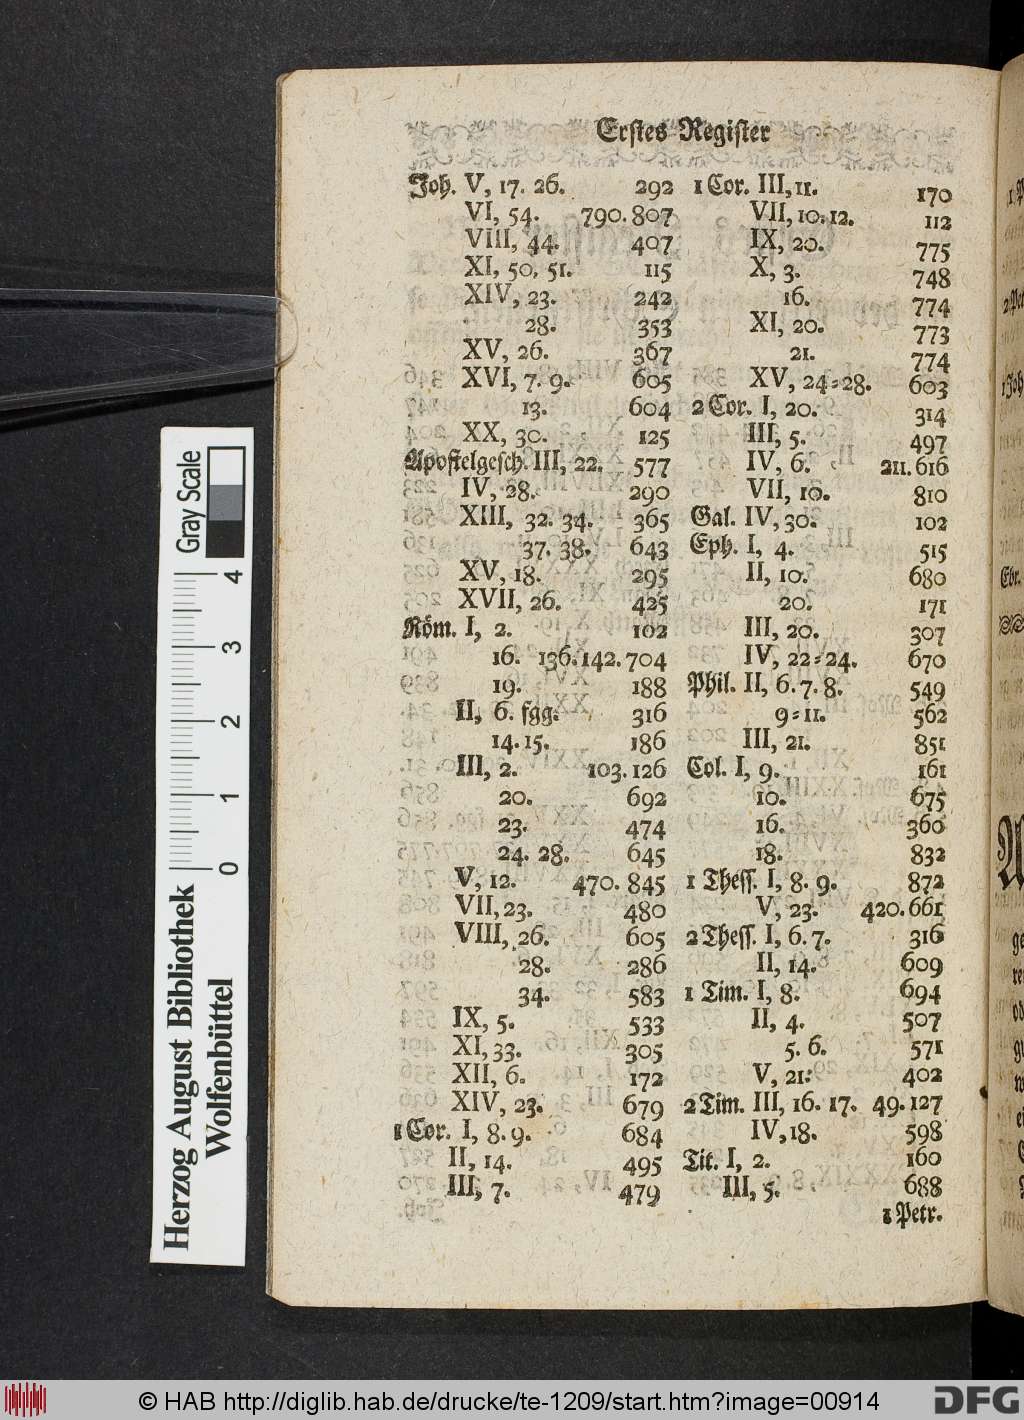 Erstes Register
Joh. V, 17. 26. 292
VI, 54. 790. 807
VIII, 44. 407
XI, 50, 51. 115
XIV, 23. 242
28. 353
XV, 26. 367
XVI, 7. 9. 605
13. 604
XX, 30. 125
Apostelgesch. III, 22. 577
IV, 28. 290
XIII, 32. 34. 365
37. 38. 643
XV, 18. 295
XVII, 26. 425
Röm. I, 2. 102
16. 136. 142. 704
19. 188
II, 6. fgg. 316
14. 15. 186
III, 2. 103. 126
20. 692
23. 474
24. 28. 645
V, 12. 470. 845
VII, 23. 480
VIII, 26. 605
28. 286
34. 583
IX, 5. 533
XI, 33. 305
XII, 6. 172
XIV, 23. 679
1 Cor. I, 8. 9. 684
II, 14. 495
III, 7. 479
1 Cor. III, 11. 170
VII, 10. 12. 112
IX, 20. 775
X, 3. 748
16. 774
XI, 20. 773
21. 774
XV, 24=28. 603
2 Cor. I, 20. 314
III, 5. 497
IV, 6. 211. 616
VII, 10. 810
Gal. IV, 30. 102
Eph. I, 4. 515
II, 10. 680
20. 171
III, 20. 307
IV, 22=24. 670
Phil. II, 6. 7. 8. 549
9=11. 562
III, 21. 851
Col. I, 9. 161
10. 675
16. 360
18. 832
1 Thess. I, 8. 9. 872
V, 23. 420. 661
2 Thess. I, 6. 7. 316
II, 14. 609
1 Tim. I, 8. 694
II, 4. 507
5. 6. 571
V, 21. 402
2 Tim. III, 16. 17. 49. 127
IV, 18. 598
Tit. I, 2. 160
III, 5. 688
1 Petr.
Gray Scale
0 1 2 3 4
Herzog August Bibliothek
Wolfenbüttel
© HAB http://diglib.hab.de/drucke/te-1209/start.htm?image=00914
DFG